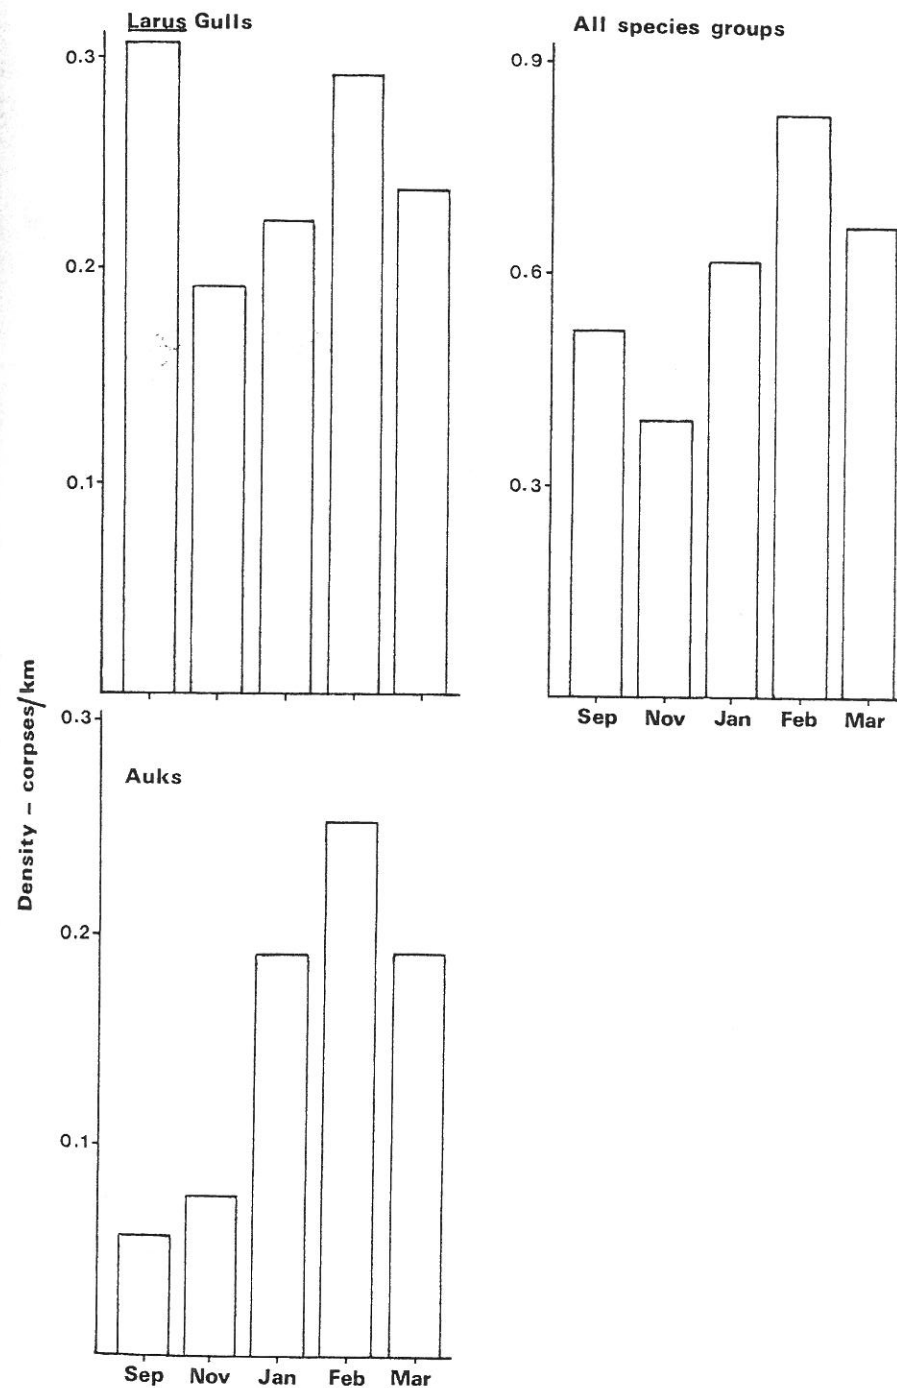 Larus Gulls
0.3
0.2
0.1
All species groups
0.9
0.6
0.3
Sep Nov Jan Feb Mar
Density – corpses/km
Auks
0.3
0.2
0.1
Sep Nov Jan Feb Mar